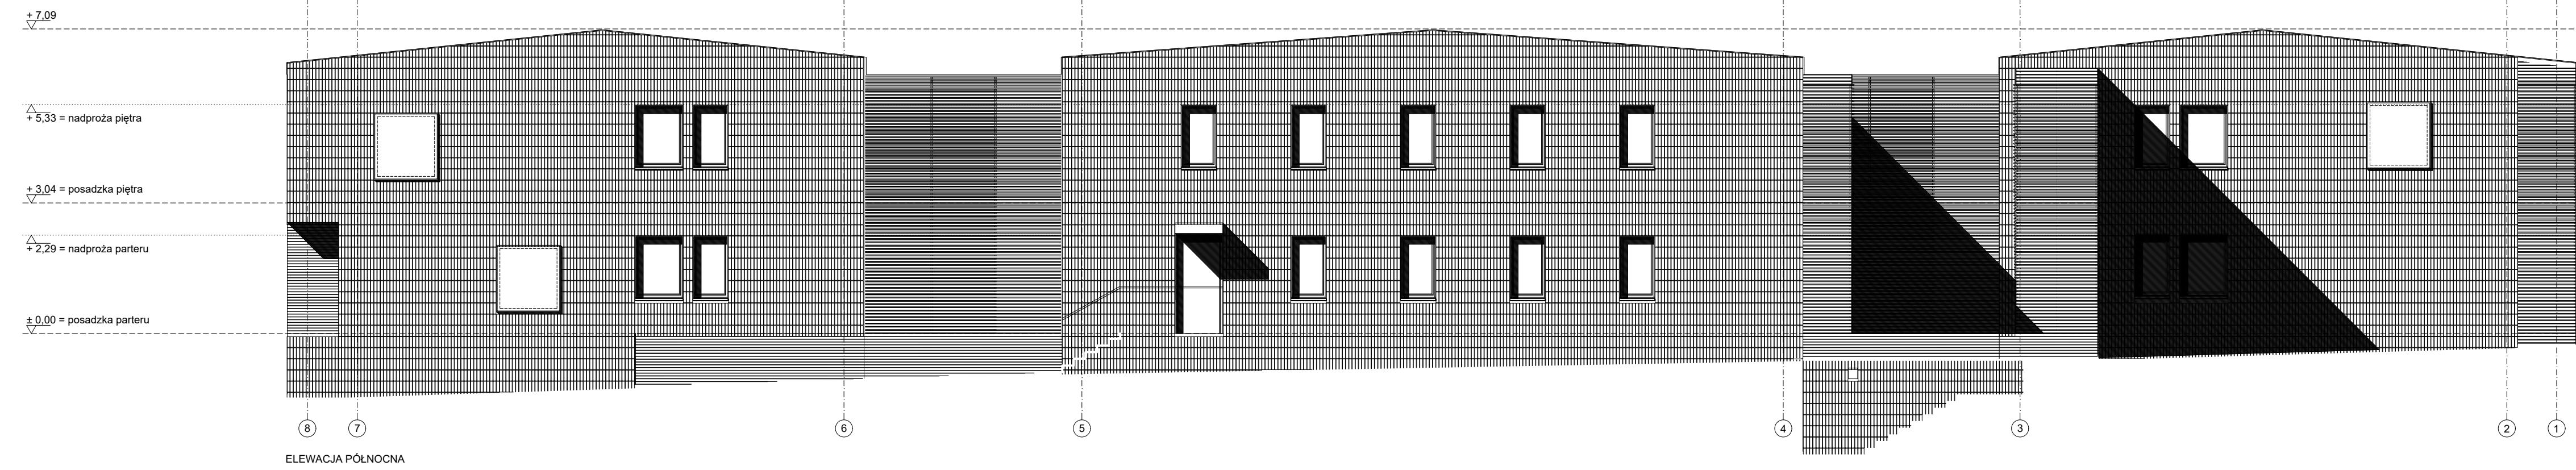 + 7,09
+ 5,33 = nadproża piętra
+ 3,04 = posadzka piętra
+ 2,29 = nadproża parteru
± 0,00 = posadzka parteru
8 7 6 5 4 3 2 1
ELEWACJA PÓŁNOCNA